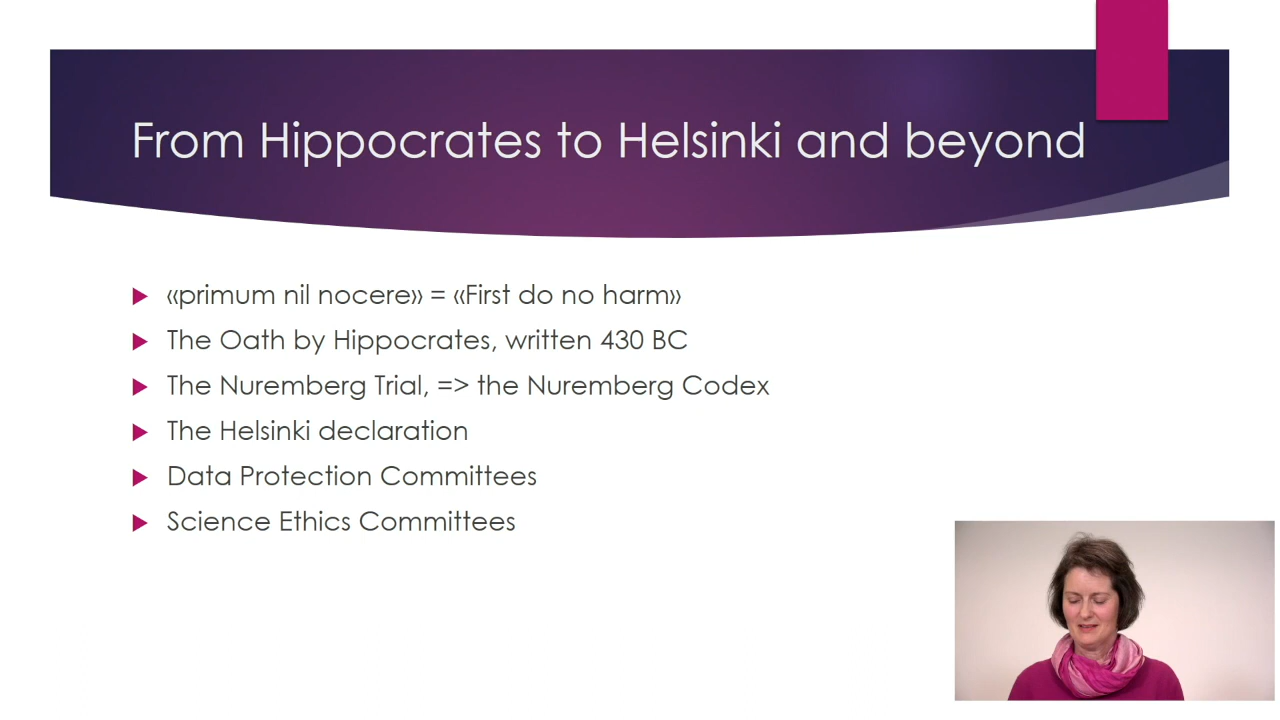 From Hippocrates to Helsinki and beyond
«primum nil nocere» = «First do no harm»
The Oath by Hippocrates, written 430 BC
The Nuremberg Trial, => the Nuremberg Codex
The Helsinki declaration
Data Protection Committees
Science Ethics Committees